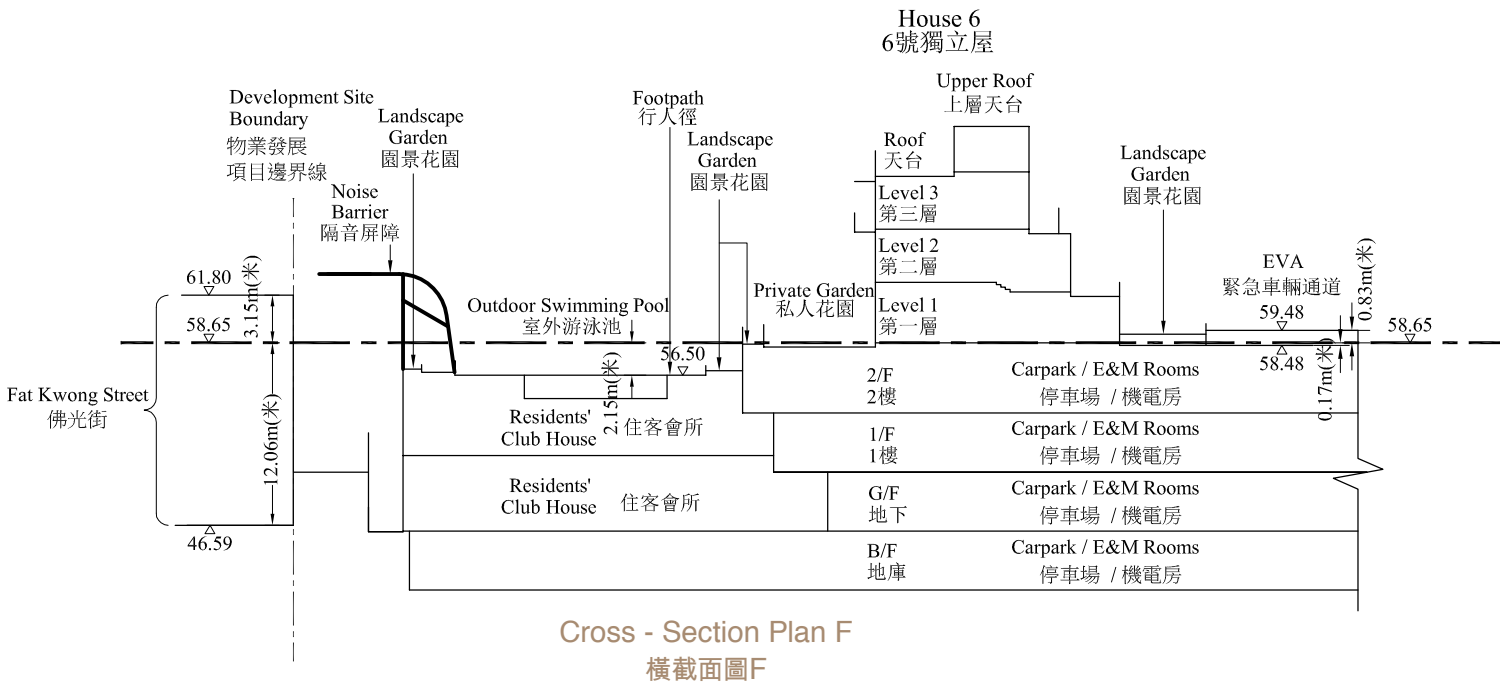 House 6
6號獨立屋
Upper Roof
上層天台
Development Site
Boundary
物業發展
項目邊界線
Landscape
Garden
園景花園
Footpath
行人徑
Landscape
Garden
園景花園
Roof
天台
Landscape
Garden
園景花園
Noise
Barrier
隔音屏障
Level 3
第三層
Level 2
第二層
Level 1
第一層
EVA
緊急車輛通道
0.83m(米)
61.80
3.15m(米)
58.65
Outdoor Swimming Pool
室外游泳池
Private Garden
私人花園
59.48
58.65
56.50
58.48
0.17m(米)
2.15m(米)
Fat Kwong Street
佛光街
12.06m(米)
46.59
2/F
2樓
Carpark / E&M Rooms
停車場 / 機電房
Residents'
Club House
住客會所
1/F
1樓
Carpark / E&M Rooms
停車場 / 機電房
Residents'
Club House
住客會所
G/F
地下
Carpark / E&M Rooms
停車場 / 機電房
B/F
地庫
Carpark / E&M Rooms
停車場 / 機電房
Cross - Section Plan F
橫截面圖F